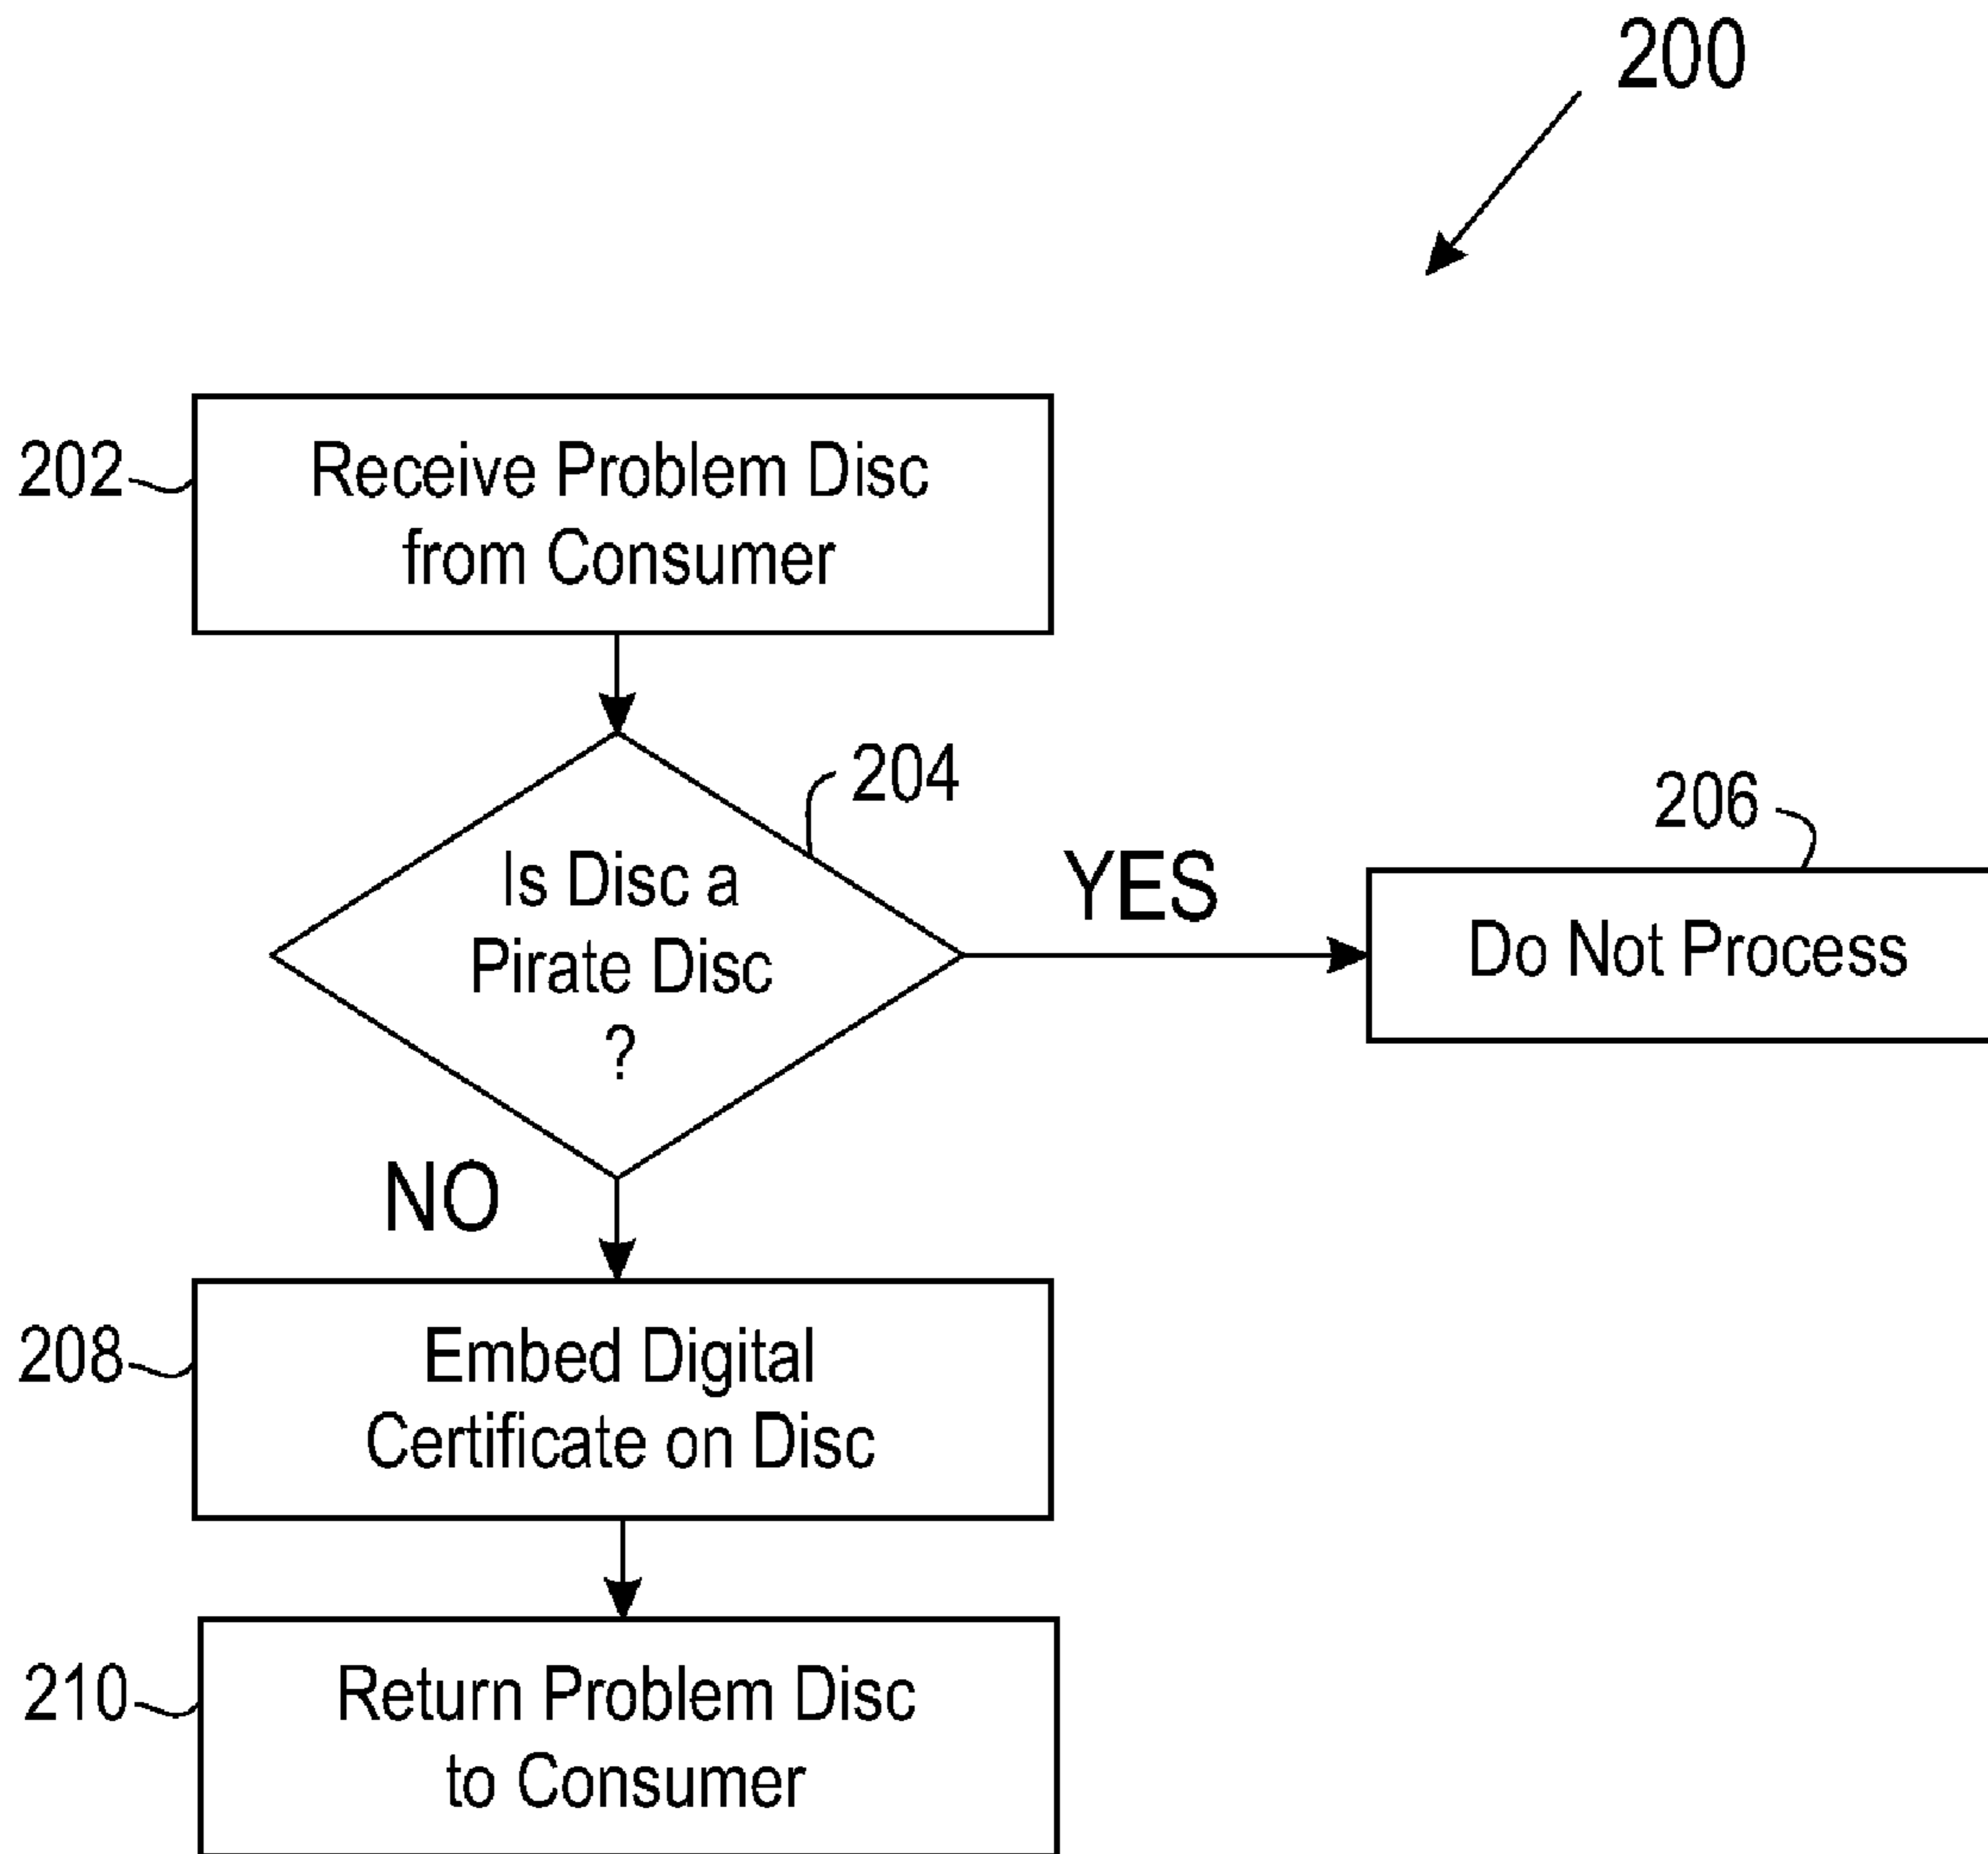 200
202
Receive Problem Disc
from Consumer
204
Is Disc a
Pirate Disc
?
YES
206
Do Not Process
NO
208
Embed Digital
Certificate on Disc
210
Return Problem Disc
to Consumer